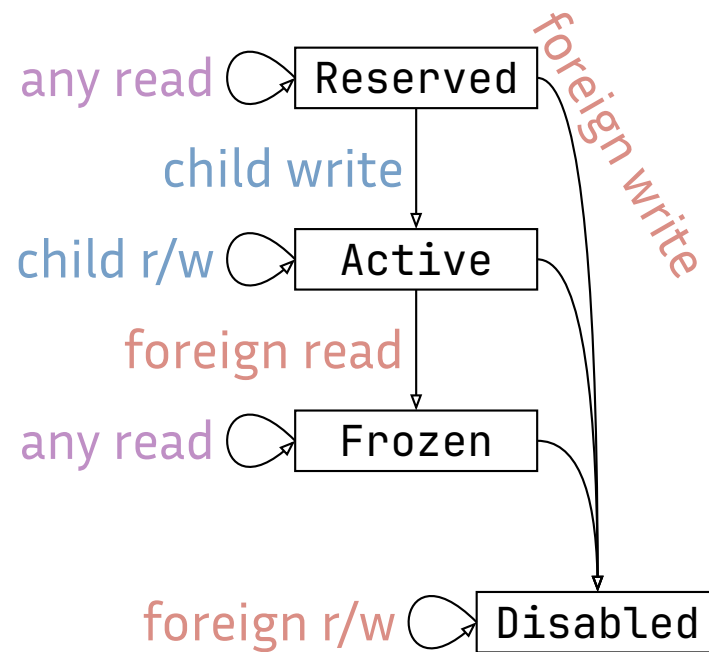 any read
Reserved
foreign write
child write
child r/w
Active
foreign read
any read
Frozen
foreign r/w
Disabled